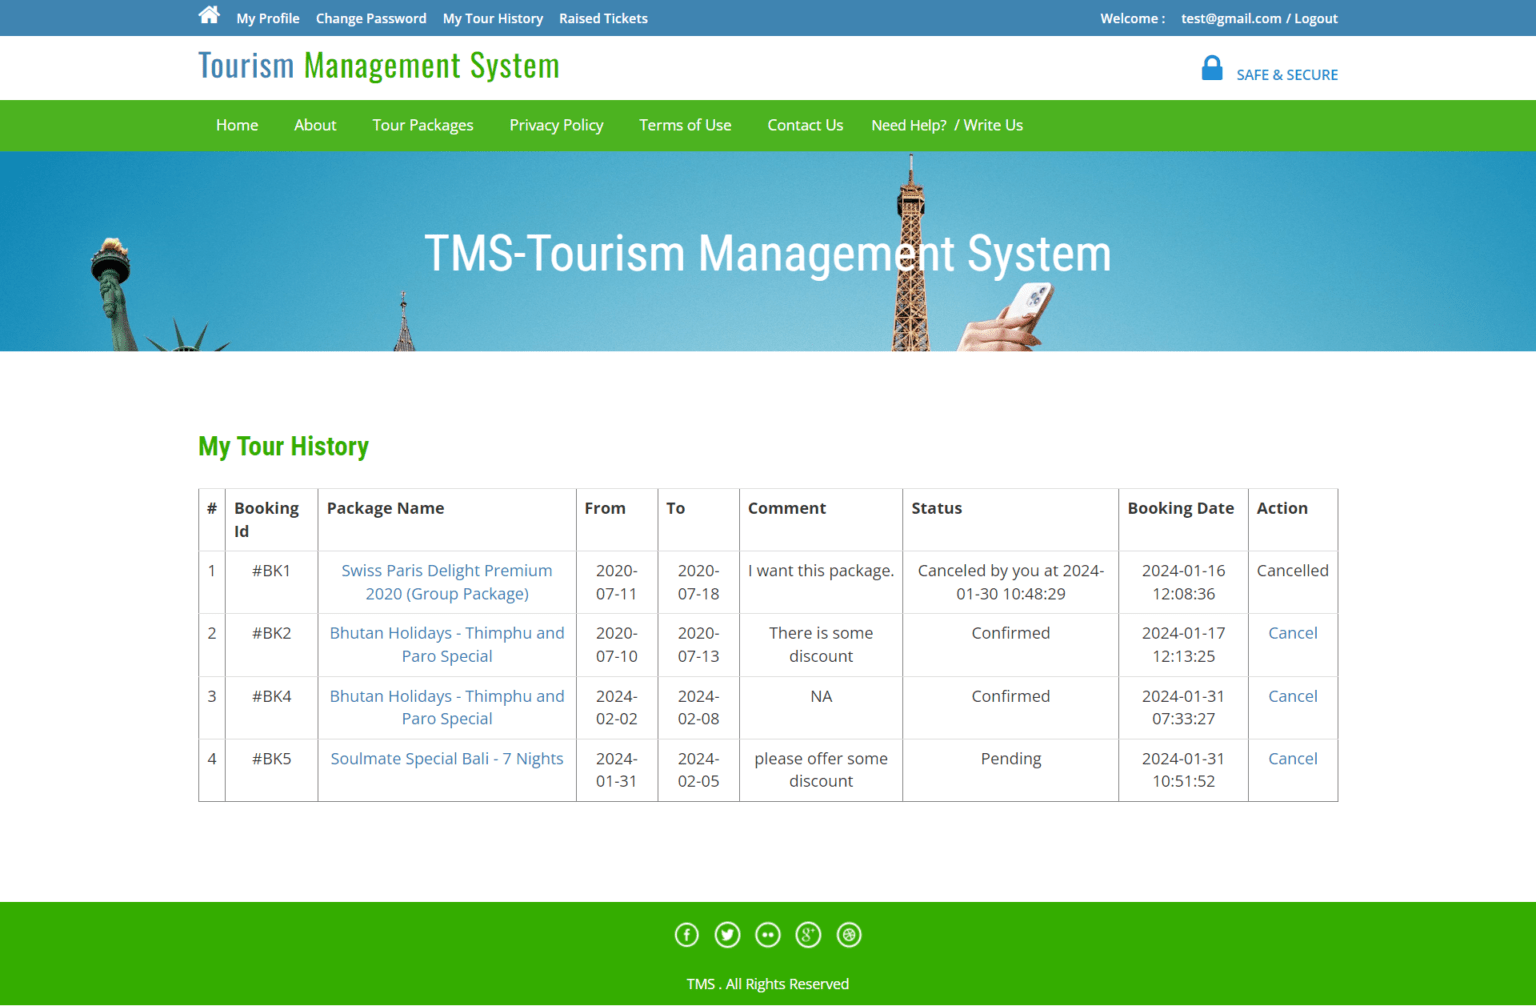 My Profile Change Password My Tour History Raised Tickets Welcome : test@gmail.com / Logout
Tourism Management System
SAFE & SECURE
Home About Tour Packages Privacy Policy Terms of Use Contact Us Need Help? / Write Us
TMS-Tourism Management System
My Tour History
# Booking Id Package Name From To Comment Status Booking Date Action
1 #BK1 Swiss Paris Delight Premium 2020 (Group Package) 2020-07-11 2020-07-18 I want this package. Canceled by you at 2024-01-30 10:48:29 2024-01-16 12:08:36 Cancelled
2 #BK2 Bhutan Holidays - Thimphu and Paro Special 2020-07-10 2020-07-13 There is some discount Confirmed 2024-01-17 12:13:25 Cancel
3 #BK4 Bhutan Holidays - Thimphu and Paro Special 2024-02-02 2024-02-08 NA Confirmed 2024-01-31 07:33:27 Cancel
4 #BK5 Soulmate Special Bali - 7 Nights 2024-01-31 2024-02-05 please offer some discount Pending 2024-01-31 10:51:52 Cancel
TMS . All Rights Reserved